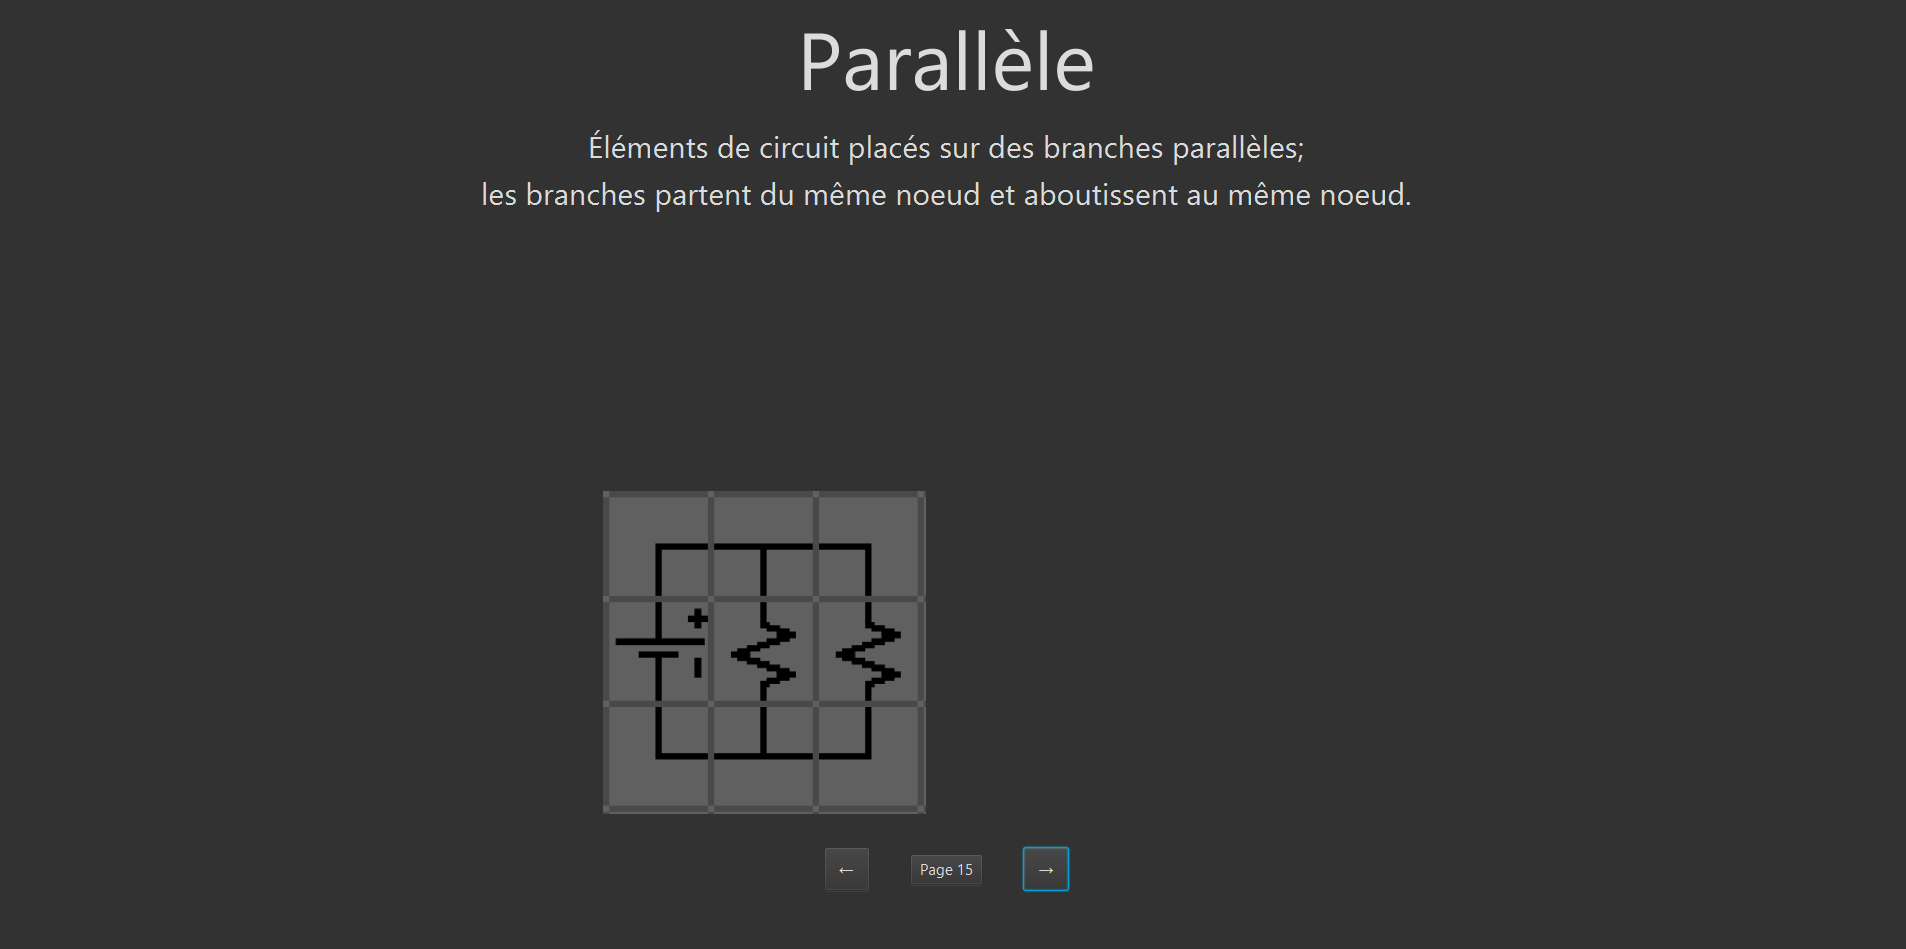 Parallèle
Éléments de circuit placés sur des branches parallèles;
les branches partent du même noeud et aboutissent au même noeud.
+
-
← Page 15 →